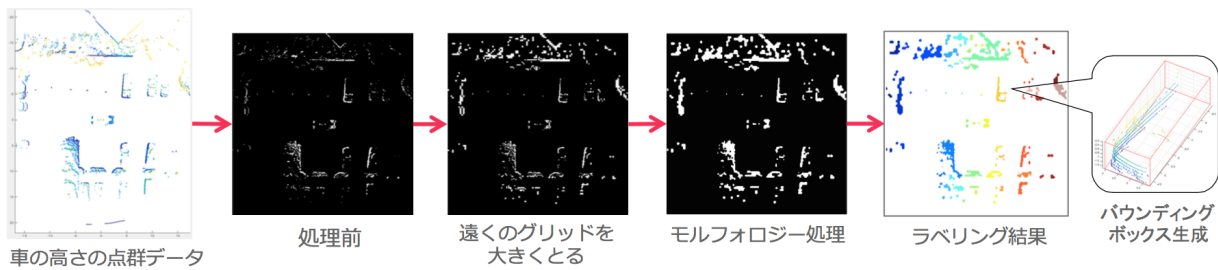 車の高さの点群データ
処理前
遠くのグリッドを
大きくとる
モルフォロジー処理
ラベリング結果
バウンディング
ボックス生成